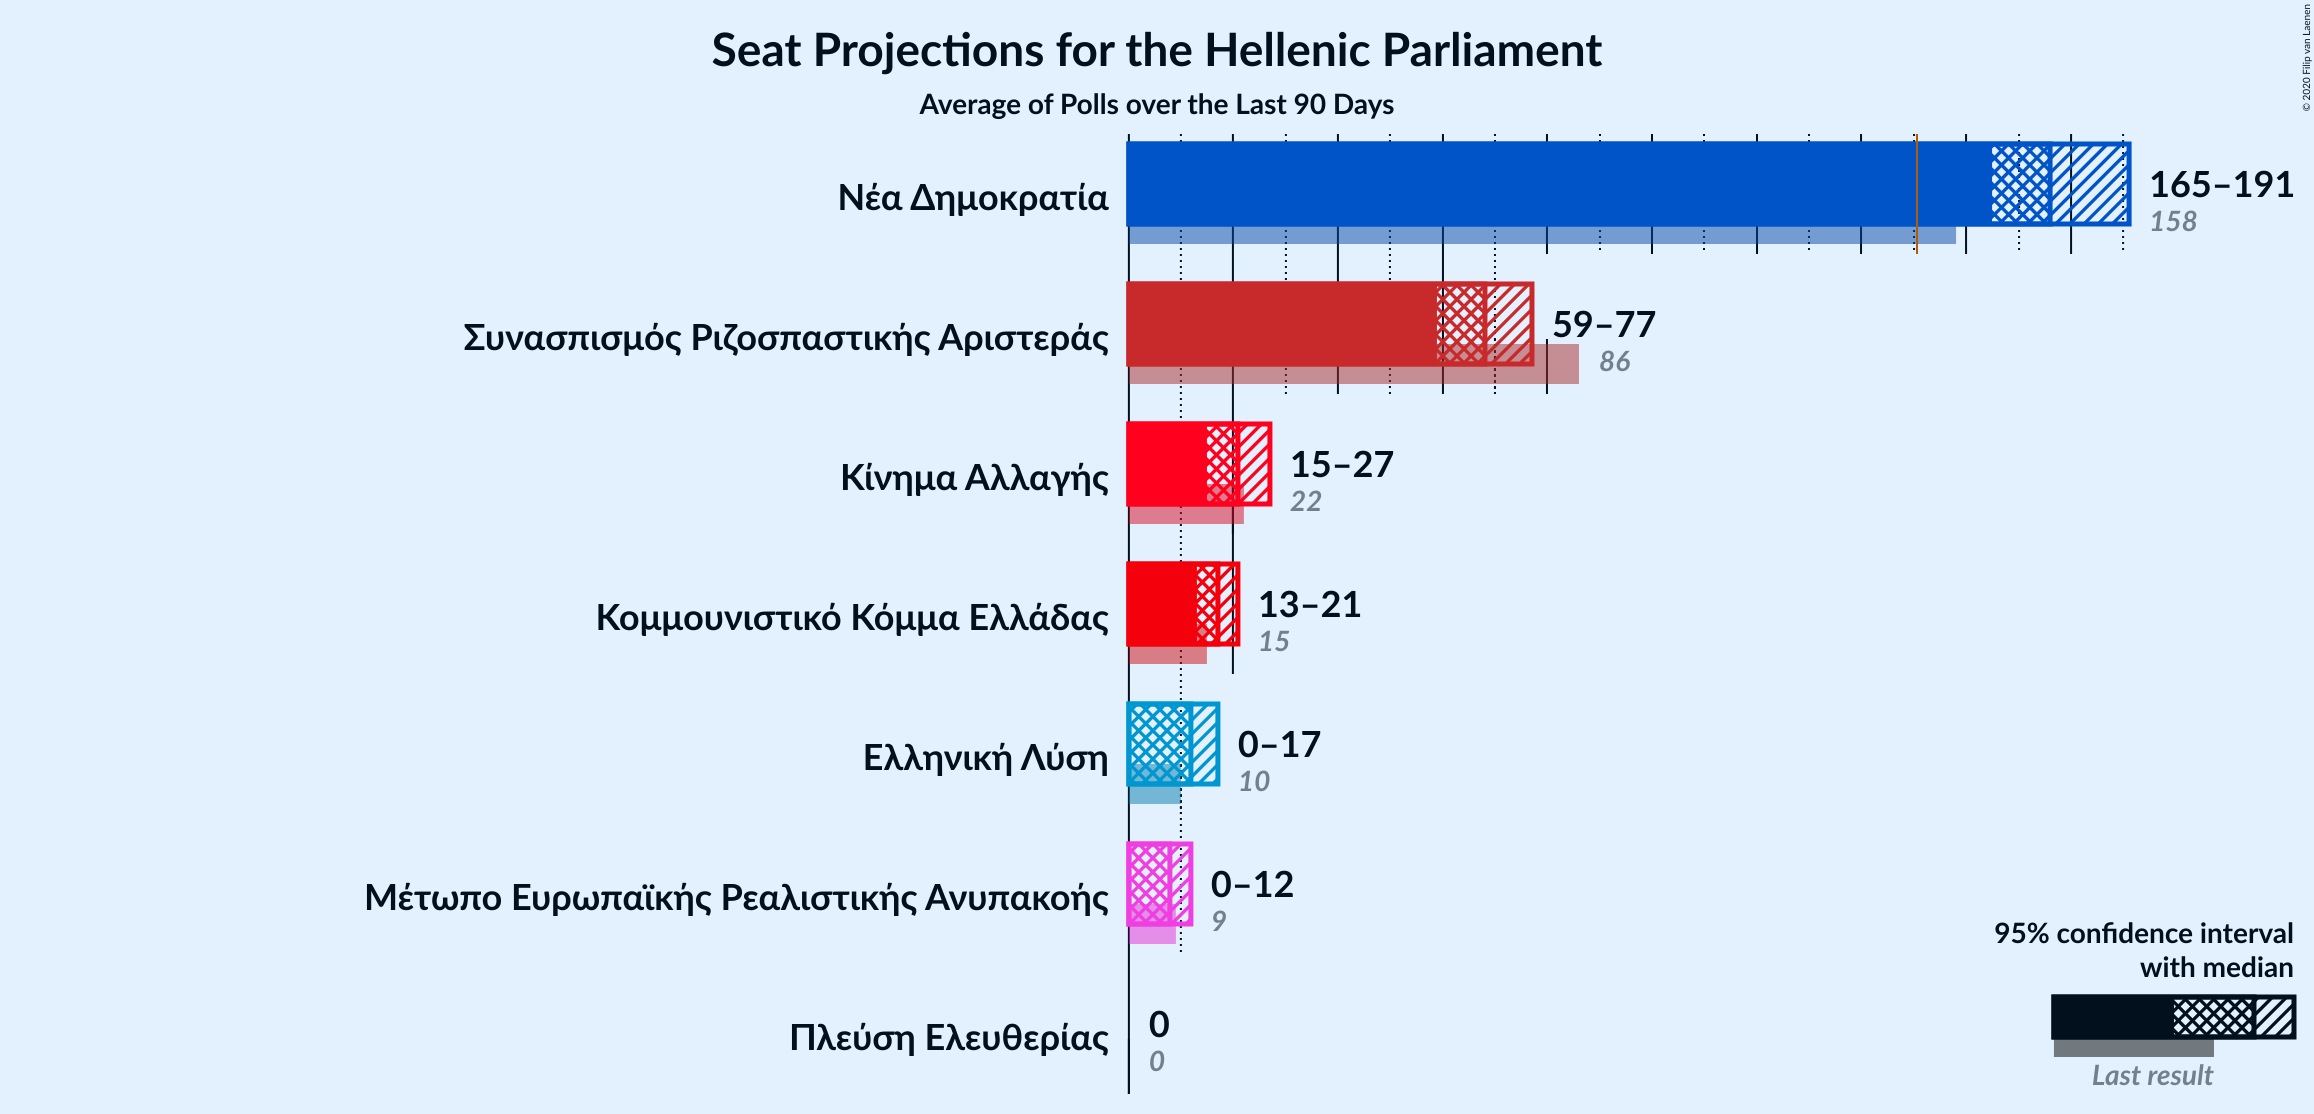 © 2020 Filip van Laenen
Seat Projections for the Hellenic Parliament
Average of Polls over the Last 90 Days
Νέα Δημοκρατία
165–191
158
Συνασπισμός Ριζοσπαστικής Αριστεράς
59–77
86
Κίνημα Αλλαγής
15–27
22
Κομμουνιστικό Κόμμα Ελλάδας
13–21
15
Ελληνική Λύση
0–17
10
Μέτωπο Ευρωπαϊκής Ρεαλιστικής Ανυπακοής
0–12
9
Πλεύση Ελευθερίας
0
0
95% confidence interval
with median
Last result